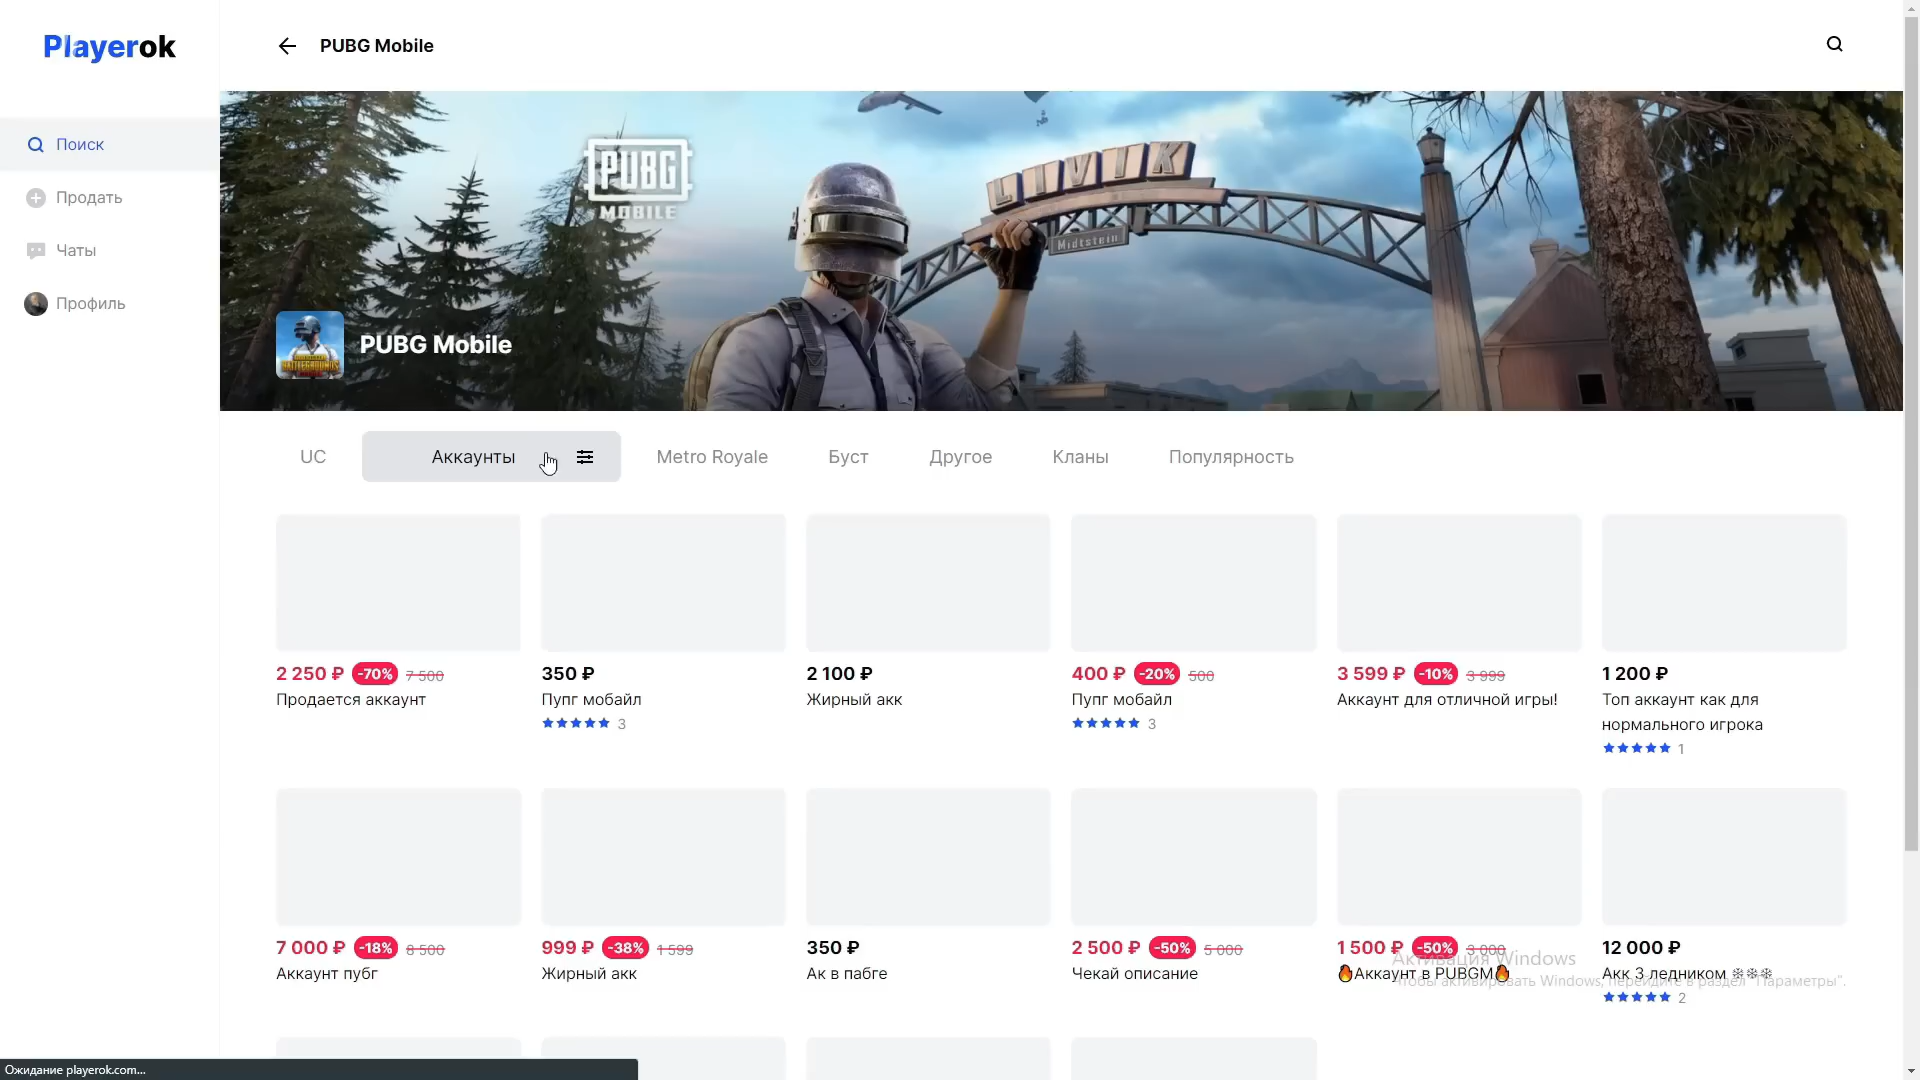 Playerok
PUBG Mobile
Поиск
Продать
Чаты
Профиль
PUBG
MOBILE
LIVIK
Midtstein
PUBG Mobile
UC
Аккаунты
Metro Royale
Буст
Другое
Кланы
Популярность
2 250 ₽ -70% 7 500
Продается аккаунт
350 ₽
Пупг мобайл
3
2 100 ₽
Жирный акк
400 ₽ -20% 500
Пупг мобайл
3
3 599 ₽ -10% 3 999
Аккаунт для отличной игры!
1 200 ₽
Топ аккаунт как для
нормального игрока
1
7 000 ₽ -18% 8 500
Аккаунт пубг
999 ₽ -38% 1 599
Жирный акк
350 ₽
Ак в пабге
2 500 ₽ -50% 5 000
Чекай описание
1 500 ₽ -50% 3 000
🔥Аккаунт в PUBGM🔥
12 000 ₽
Акк 3 ледником ❄❄❄
2
Активация Windows
Чтобы активировать Windows, перейдите в раздел "Параметры".
Ожидание playerok.com...